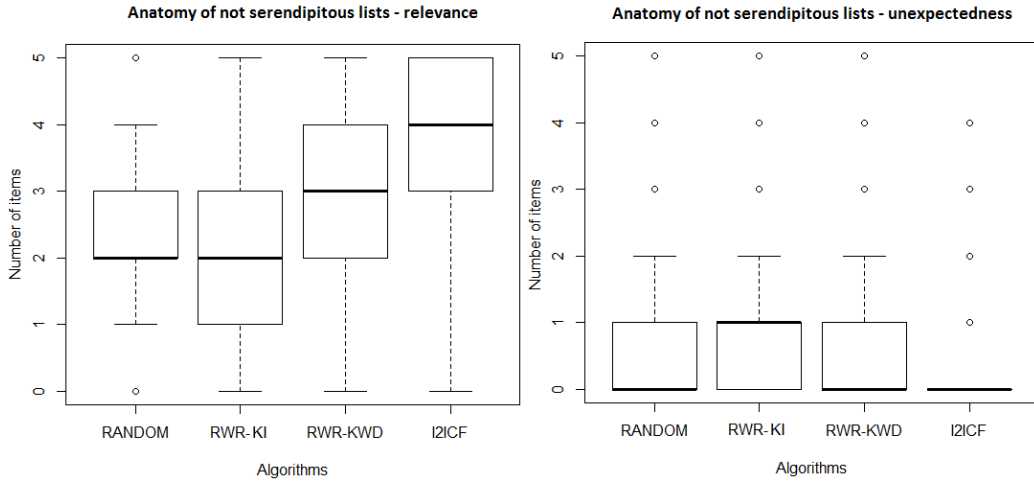 Anatomy of not serendipitous lists - relevance
Number of items
5
4
3
2
1
0
RANDOM RWR-KI RWR-KWD I2ICF
Algorithms
Anatomy of not serendipitous lists - unexpectedness
Number of items
5
4
3
2
1
0
RANDOM RWR-KI RWR-KWD I2ICF
Algorithms